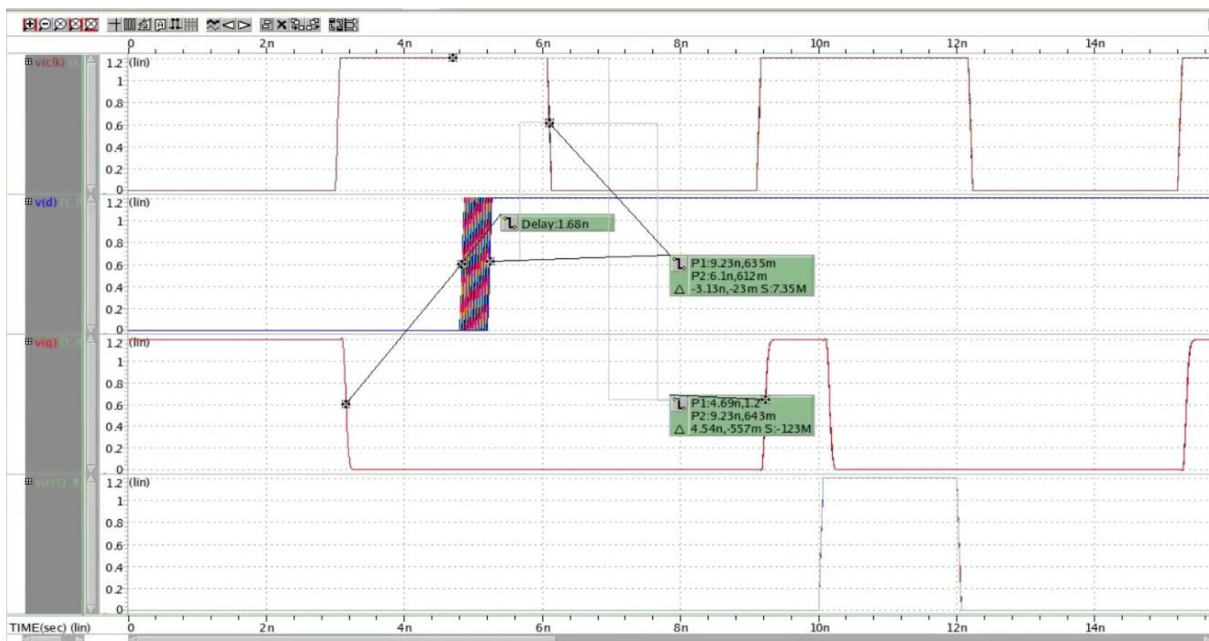 0 2n 4n 6n 8n 10n 12n 14n
v(clk)
(lin)
1.2
1
0.8
0.6
0.4
0.2
0
v(d)
(lin)
1.2
1
0.8
0.6
0.4
0.2
0
Delay:1.68n
P1:9.23n,635m
P2:6.1n,612m
-3.13n,-23m S:7.35M
v(q)
(lin)
1.2
1
0.8
0.6
0.4
0.2
0
P1:4.69n,1.2
P2:9.23n,643m
4.54n,-557m S:-123M
(lin)
1.2
1
0.8
0.6
0.4
0.2
0
TIME(sec) (lin) 0 2n 4n 6n 8n 10n 12n 14n